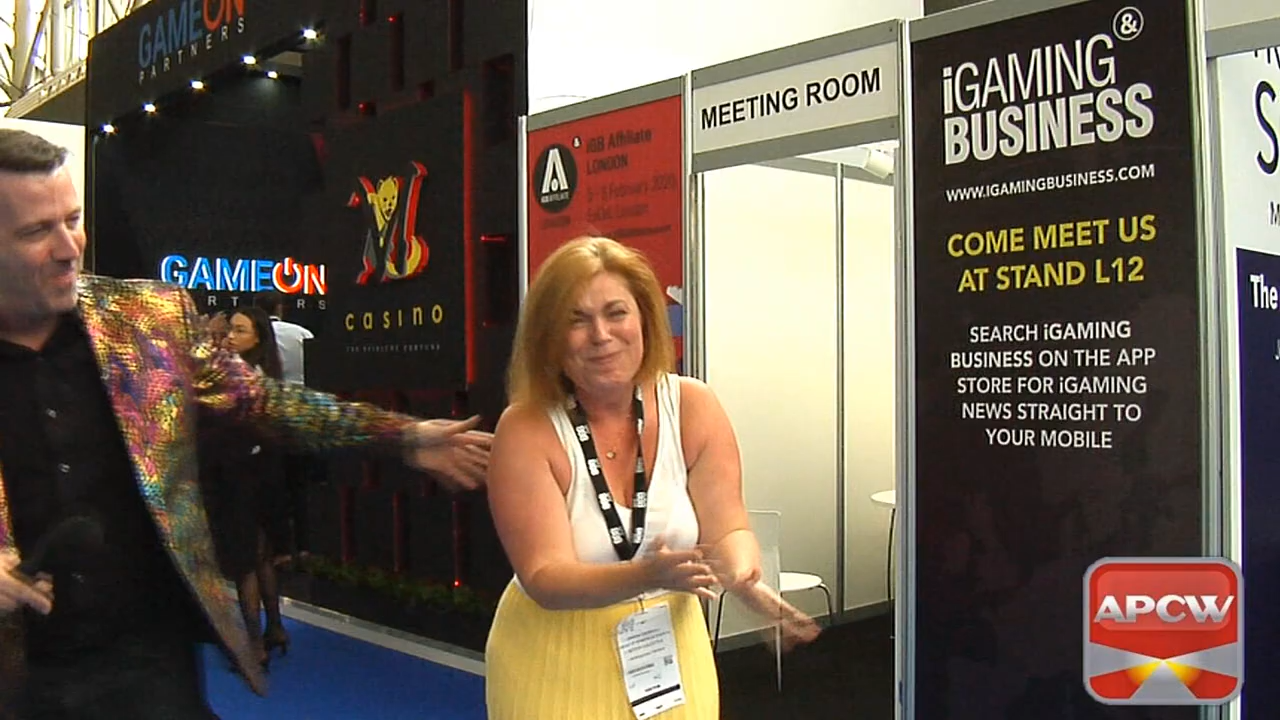 GAMEON
PARTNERS
GAMEON
casino
iGB Affiliate
LONDON
MEETING ROOM
iGAMING &
BUSINESS
WWW.IGAMINGBUSINESS.COM
COME MEET US
AT STAND L12
SEARCH iGAMING
BUSINESS ON THE APP
STORE FOR iGAMING
NEWS STRAIGHT TO
YOUR MOBILE
The
APCW